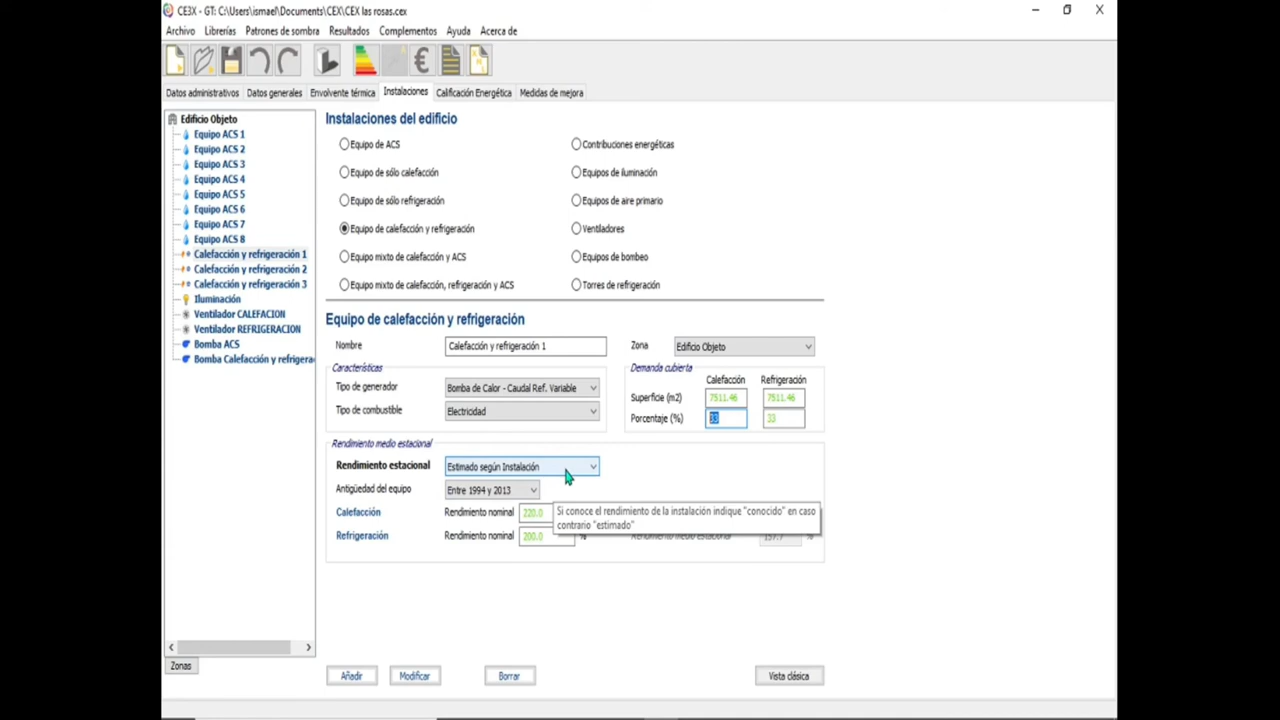 CE3X - GT: C:\Users\ismael\Documents\CEX\CEX las rosas.cex
Archivo Librerías Patrones de sombra Resultados Complementos Ayuda Acerca de
Datos administrativos Datos generales Envolvente térmica Instalaciones Calificación Energética Medidas de mejora
Edificio Objeto
Equipo ACS 1
Equipo ACS 2
Equipo ACS 3
Equipo ACS 4
Equipo ACS 5
Equipo ACS 6
Equipo ACS 7
Equipo ACS 8
Calefacción y refrigeración 1
Calefacción y refrigeración 2
Calefacción y refrigeración 3
Iluminación
Ventilador CALEFACION
Ventilador REFRIGERACION
Bomba ACS
Bomba Calefacción y refrigera
Zonas
Instalaciones del edificio
Equipo de ACS Contribuciones energéticas
Equipo de sólo calefacción Equipos de iluminación
Equipo de sólo refrigeración Equipos de aire primario
Equipo de calefacción y refrigeración Ventiladores
Equipo mixto de calefacción y ACS Equipos de bombeo
Equipo mixto de calefacción, refrigeración y ACS Torres de refrigeración
Equipo de calefacción y refrigeración
Nombre Calefacción y refrigeración 1 Zona Edificio Objeto
Características Demanda cubierta
Calefacción Refrigeración
Tipo de generador Bomba de Calor - Caudal Ref. Variable
Superficie (m2) 7511.46 7511.46
Tipo de combustible Electricidad
Porcentaje (%) 33 33
Rendimiento medio estacional
Rendimiento estacional Estimado según Instalación
Antigüedad del equipo Entre 1994 y 2013
Calefacción Rendimiento nominal 220.0
Si conoce el rendimiento de la instalación indique "conocido" en caso
contrario "estimado"
Refrigeración Rendimiento nominal 200.0 % Rendimiento medio estacional 157.7 %
Añadir Modificar Borrar Vista clásica